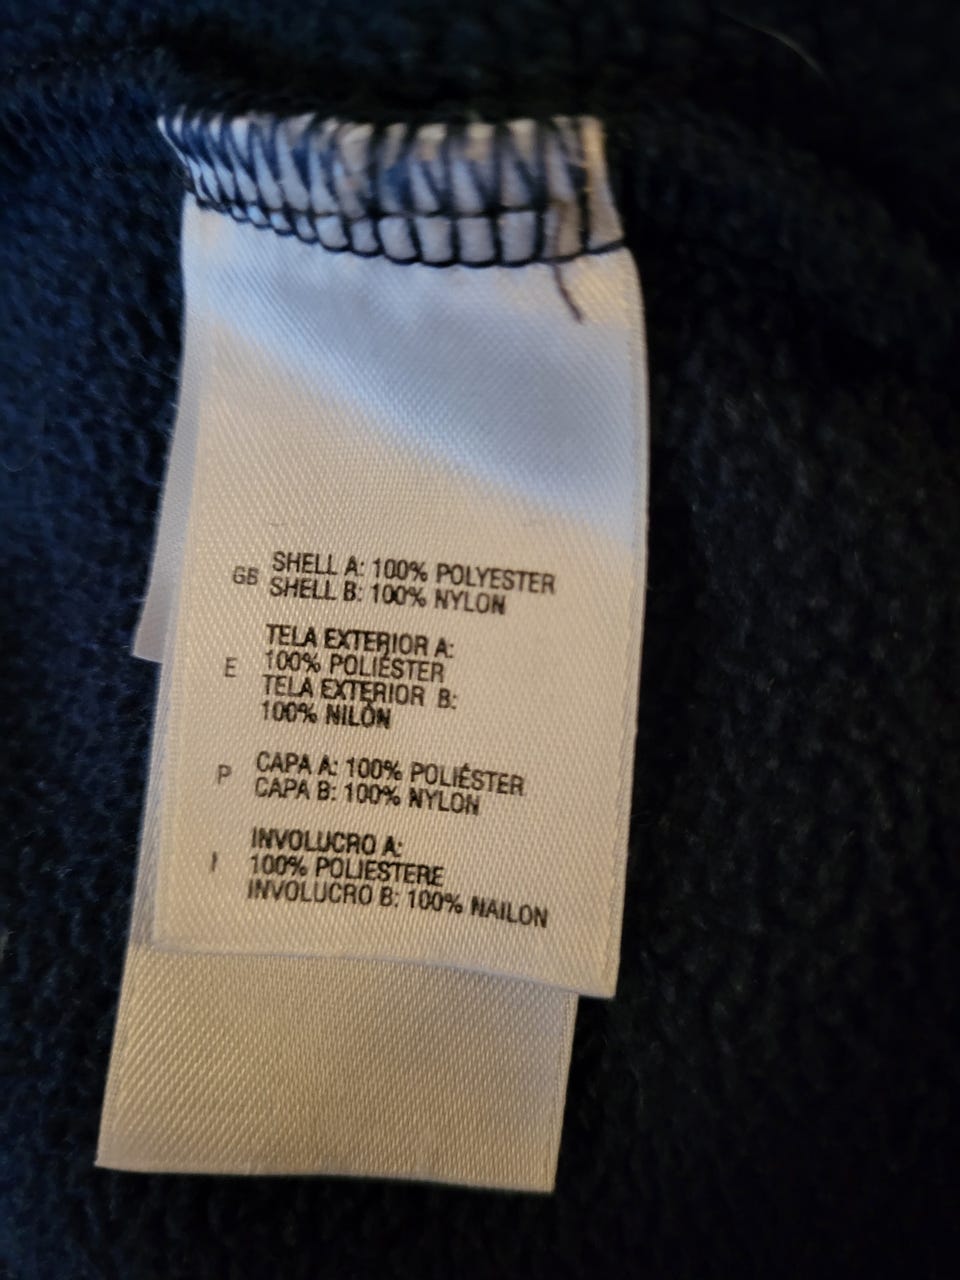 GB SHELL A: 100% POLYESTER
SHELL B: 100% NYLON
TELA EXTERIOR A:
E 100% POLIÉSTER
TELA EXTERIOR B:
100% NILÓN
P CAPA A: 100% POLIÉSTER
CAPA B: 100% NYLON
INVOLUCRO A:
I 100% POLIESTERE
INVOLUCRO B: 100% NAILON